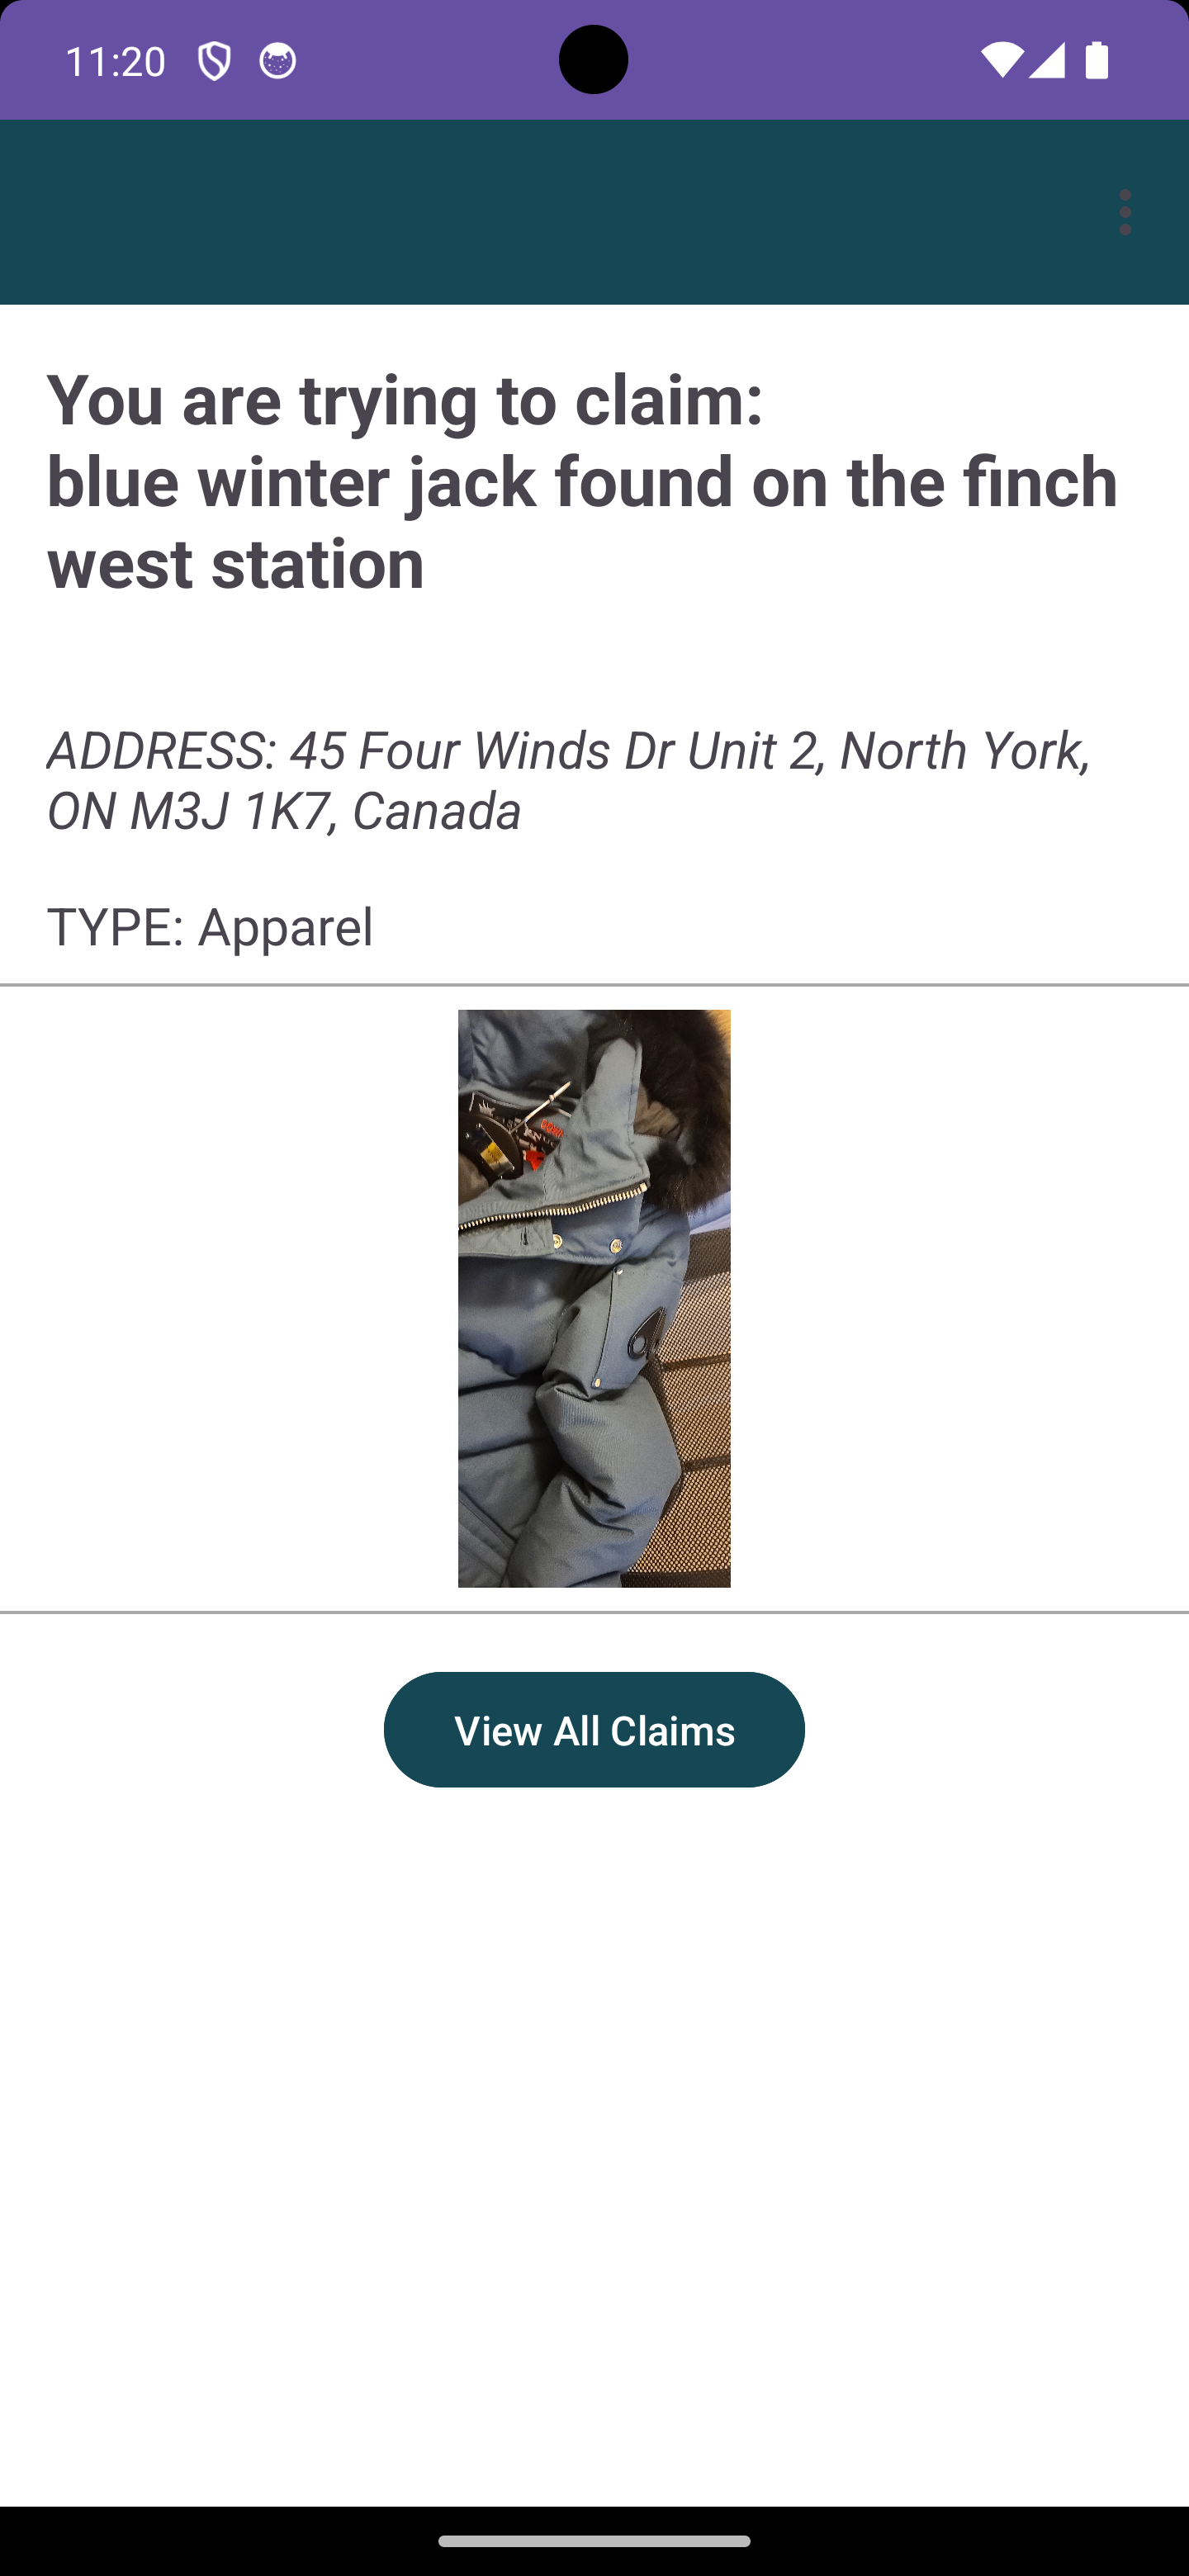 11:20
You are trying to claim:
blue winter jack found on the finch
west station
ADDRESS: 45 Four Winds Dr Unit 2, North York,
ON M3J 1K7, Canada
TYPE: Apparel
View All Claims